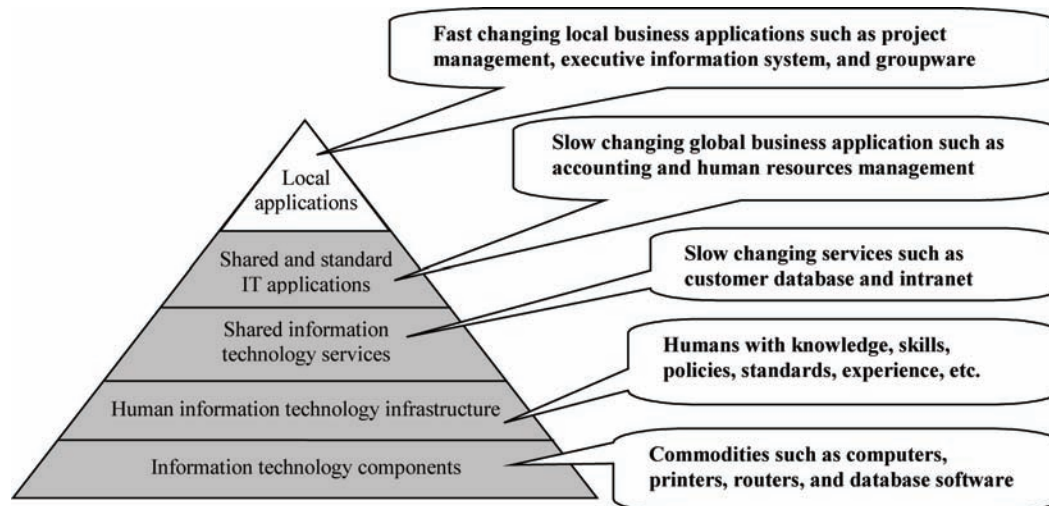 Fast changing local business applications such as project
management, executive information system, and groupware
Slow changing global business application such as
accounting and human resources management
Local
applications
Shared and standard
IT applications
Slow changing services such as
customer database and intranet
Shared information
technology services
Humans with knowledge, skills,
policies, standards, experience, etc.
Human information technology infrastructure
Commodities such as computers,
printers, routers, and database software
Information technology components